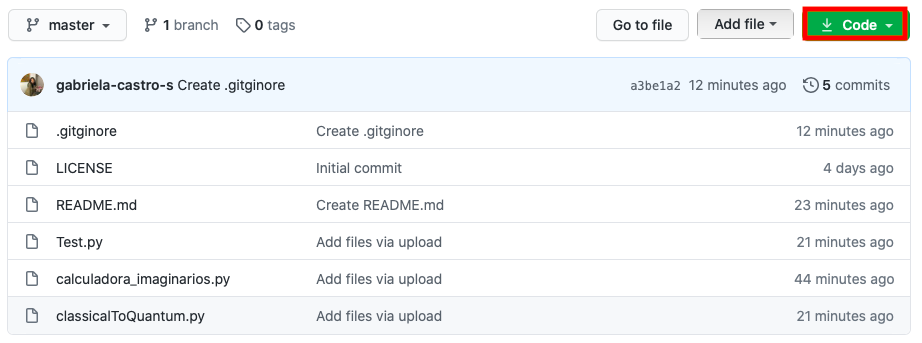 master 1 branch 0 tags Go to file Add file Code
gabriela-castro-s Create .gitginore a3be1a2 12 minutes ago 5 commits
.gitginore Create .gitginore 12 minutes ago
LICENSE Initial commit 4 days ago
README.md Create README.md 23 minutes ago
Test.py Add files via upload 21 minutes ago
calculadora_imaginarios.py Add files via upload 44 minutes ago
classicalToQuantum.py Add files via upload 21 minutes ago